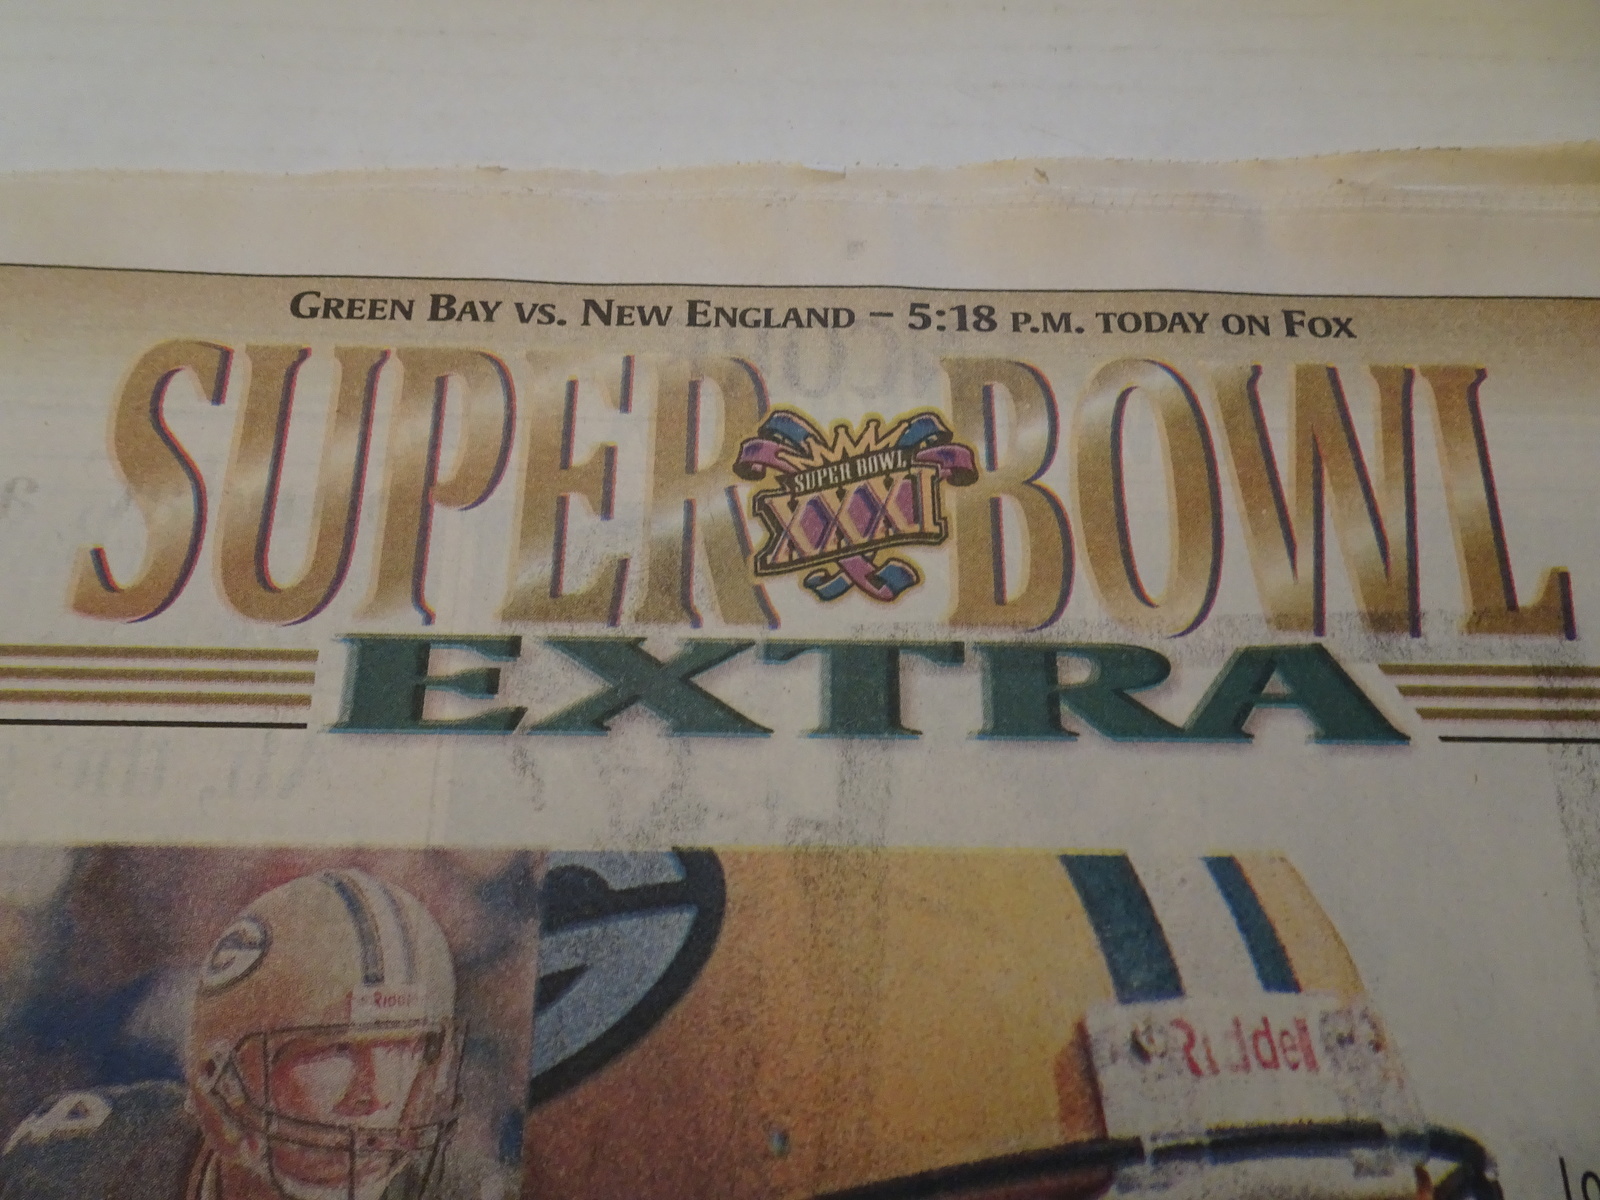 GREEN BAY VS. NEW ENGLAND – 5:18 P.M. TODAY ON FOX
SUPER BOWL
SUPER BOWL
XXXI
EXTRA
G
Riddell
G
Riddell